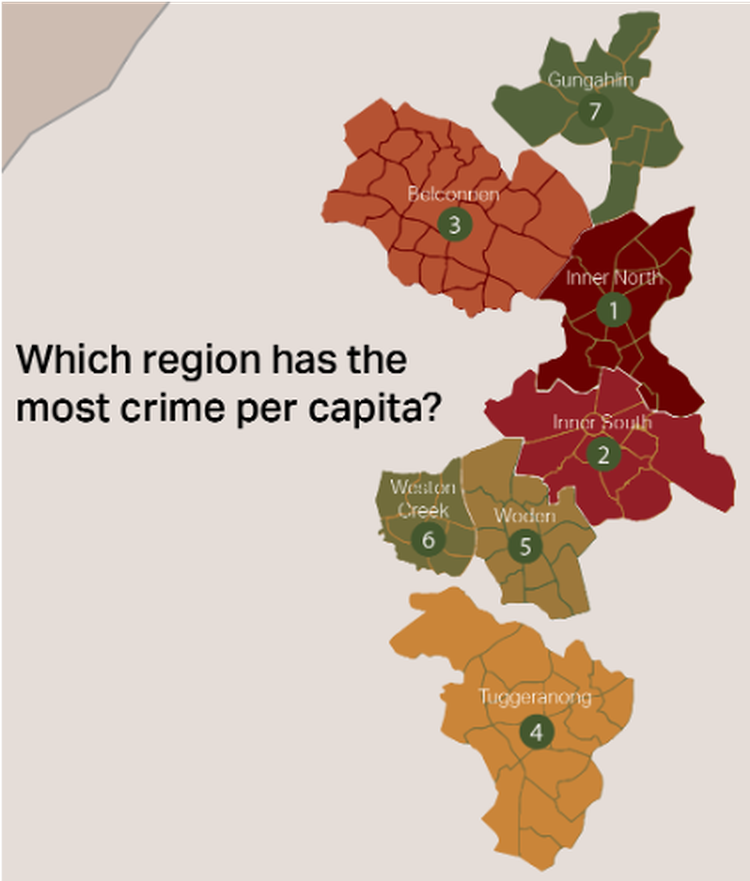 Gungahlin
7
Belconnen
3
Inner North
1
Which region has the
most crime per capita?
Inner South
2
Weston
Creek
6
Woden
5
Tuggeranong
4